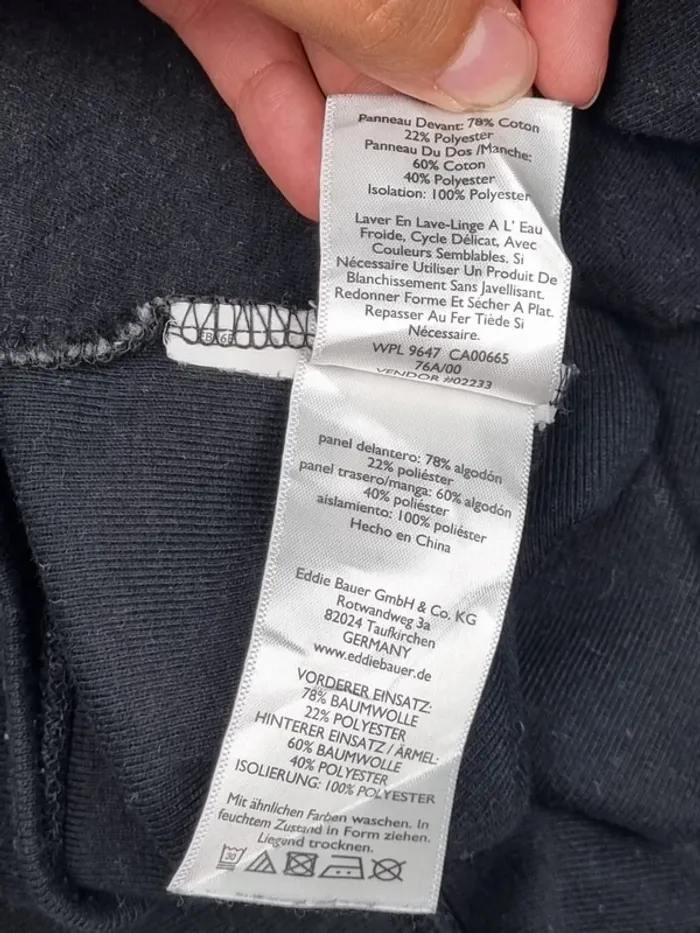 Panneau Devant: 78% Coton
22% Polyester
Panneau Du Dos /Manche:
60% Coton
40% Polyester
Isolation: 100% Polyester
Laver En Lave-Linge A L' Eau
Froide, Cycle Délicat, Avec
Couleurs Semblables. Si
Nécessaire Utiliser Un Produit De
Blanchissement Sans Javellisant.
Redonner Forme Et Sécher A Plat.
Repasser Au Fer Tiède Si
Nécessaire.
WPL 9647 CA00665
76A/00
VENDOR #02233
panel delantero: 78% algodón
22% poliéster
panel trasero/manga: 60% algodón
40% poliéster
aislamiento: 100% poliéster
Hecho en China
Eddie Bauer GmbH & Co. KG
Rotwandweg 3a
82024 Taufkirchen
GERMANY
www.eddiebauer.de
VORDERER EINSATZ:
78% BAUMWOLLE
22% POLYESTER
HINTERER EINSATZ / ÄRMEL:
60% BAUMWOLLE
40% POLYESTER
ISOLIERUNG: 100% POLYESTER
Mit ähnlichen Farben waschen. In
feuchtem Zustand in Form ziehen.
Liegend trocknen.
30